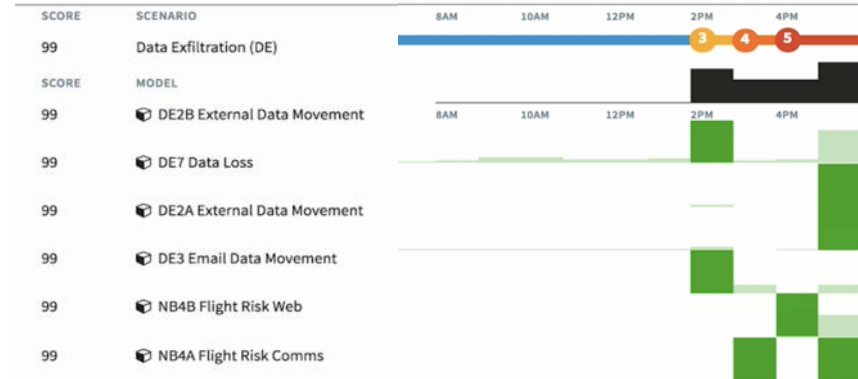 SCORE SCENARIO 8AM 10AM 12PM 2PM 4PM
99 Data Exfiltration (DE) 3 4 5
SCORE MODEL
99 DE2B External Data Movement 8AM 10AM 12PM 2PM 4PM
99 DE7 Data Loss
99 DE2A External Data Movement
99 DE3 Email Data Movement
99 NB4B Flight Risk Web
99 NB4A Flight Risk Comms